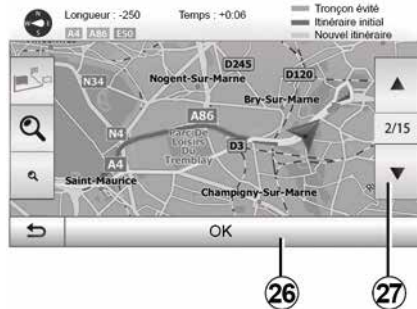 Longueur : -250 Temps : +0:06
A4 A86 E50
Tronçon évité
Itinéraire initial
Nouvel itinéraire
D245
N34
Nogent-Sur-Marne
D120
Bry-Sur-Marne
A86
2/15
N4
Parc De
Loisirs
Du
Tremblay
D3
A4
Saint-Maurice
Champigny-Sur-Marne
OK
26
27